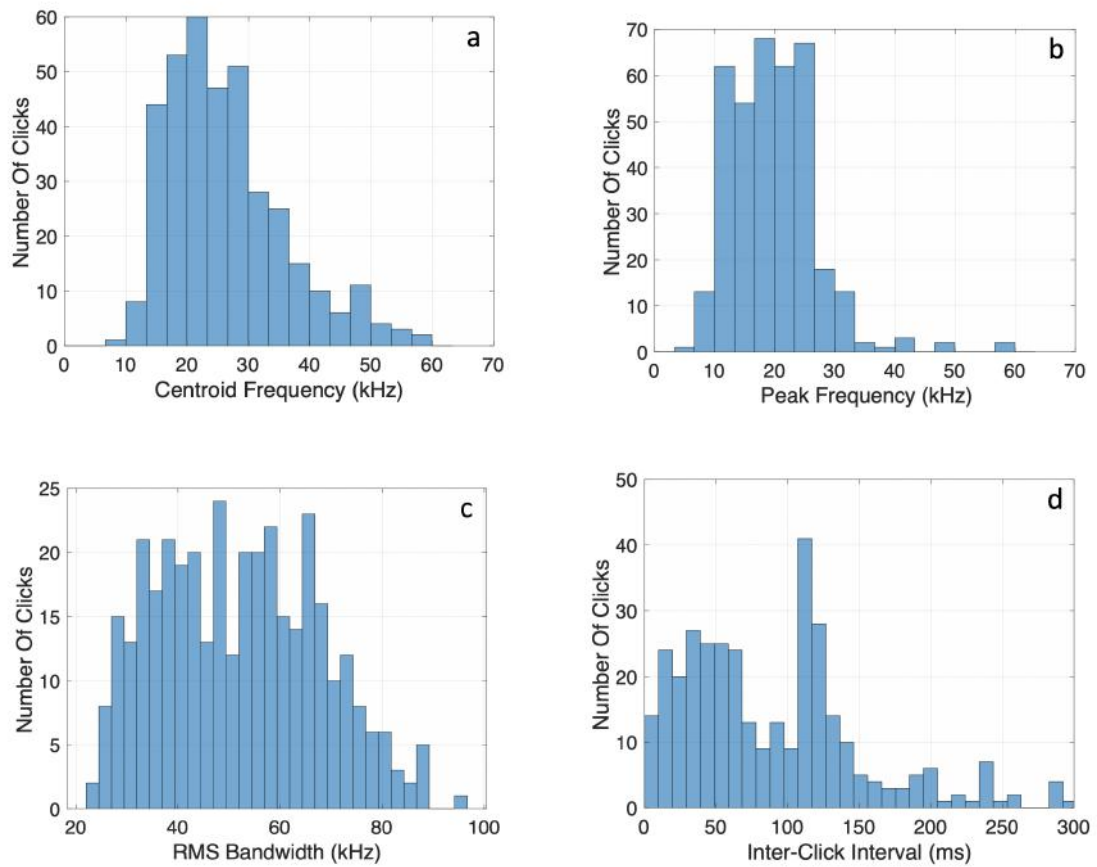 a
Number Of Clicks
60
50
40
30
20
10
0
0 10 20 30 40 50 60 70
Centroid Frequency (kHz)
b
Number Of Clicks
70
60
50
40
30
20
10
0
0 10 20 30 40 50 60 70
Peak Frequency (kHz)
c
Number Of Clicks
25
20
15
10
5
0
20 40 60 80 100
RMS Bandwidth (kHz)
d
Number Of Clicks
50
40
30
20
10
0
0 50 100 150 200 250 300
Inter-Click Interval (ms)